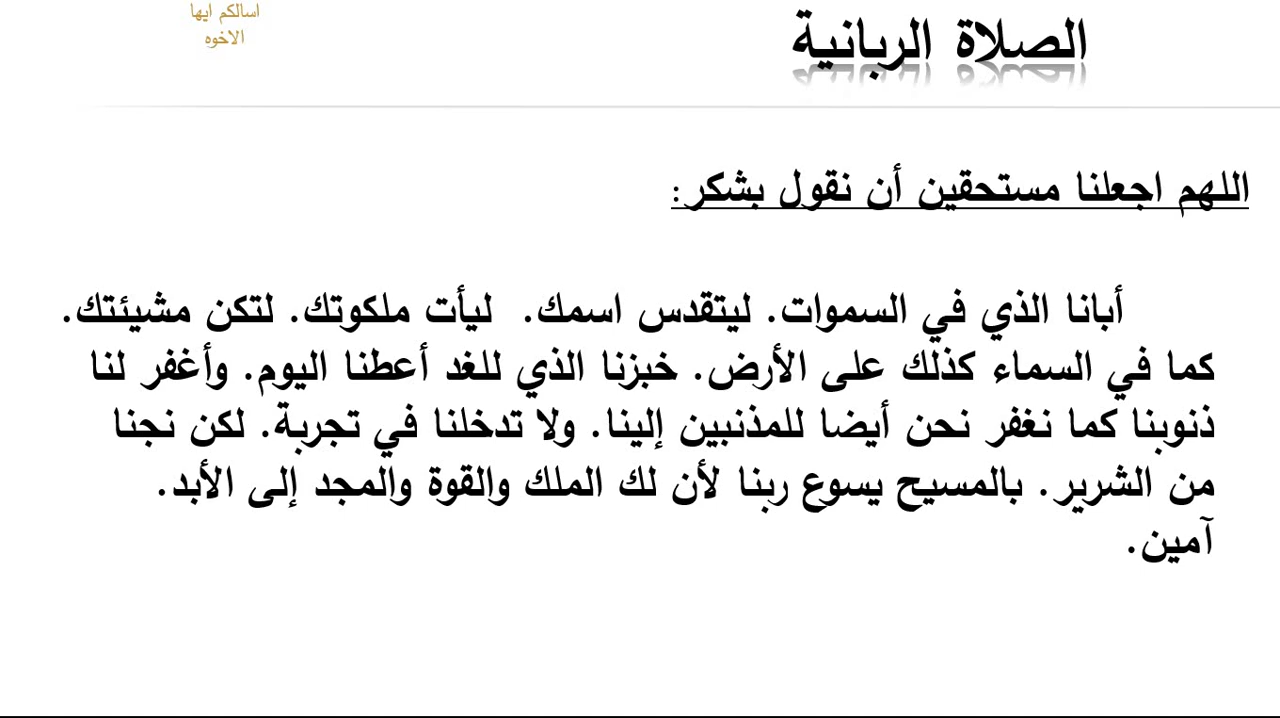 الصلاة الربانية
اسالكم ايها
الاخوه
اللهم اجعلنا مستحقين أن نقول بشكر:
أبانا الذي في السموات. ليتقدس اسمك. ليأت ملكوتك. لتكن مشيئتك.
كما في السماء كذلك على الأرض. خبزنا الذي للغد أعطنا اليوم. وأغفر لنا
ذنوبنا كما نغفر نحن أيضا للمذنبين إلينا. ولا تدخلنا في تجربة. لكن نجنا
من الشرير. بالمسيح يسوع ربنا لأن لك الملك والقوة والمجد إلى الأبد.
آمين.